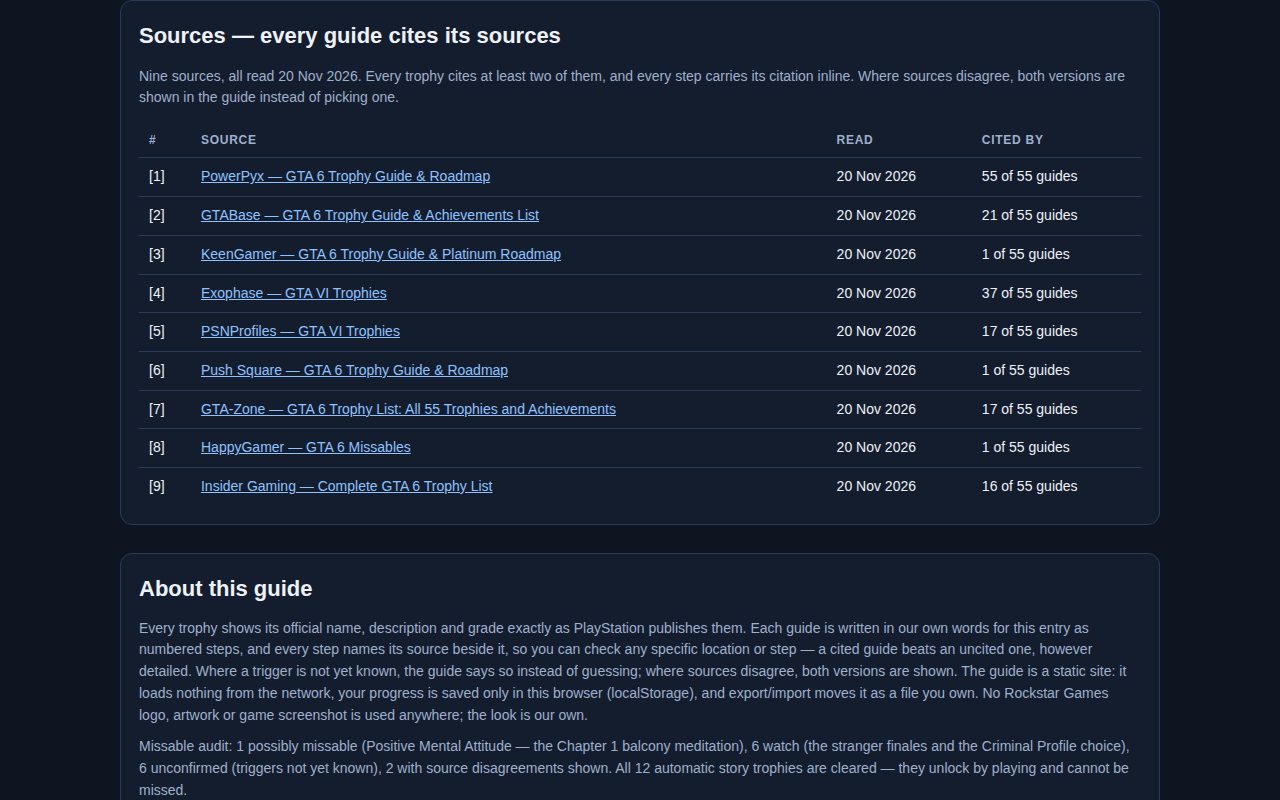 Sources — every guide cites its sources
Nine sources, all read 20 Nov 2026. Every trophy cites at least two of them, and every step carries its citation inline. Where sources disagree, both versions are
shown in the guide instead of picking one.
# SOURCE READ CITED BY
[1] PowerPyx — GTA 6 Trophy Guide & Roadmap 20 Nov 2026 55 of 55 guides
[2] GTABase — GTA 6 Trophy Guide & Achievements List 20 Nov 2026 21 of 55 guides
[3] KeenGamer — GTA 6 Trophy Guide & Platinum Roadmap 20 Nov 2026 1 of 55 guides
[4] Exophase — GTA VI Trophies 20 Nov 2026 37 of 55 guides
[5] PSNProfiles — GTA VI Trophies 20 Nov 2026 17 of 55 guides
[6] Push Square — GTA 6 Trophy Guide & Roadmap 20 Nov 2026 1 of 55 guides
[7] GTA-Zone — GTA 6 Trophy List: All 55 Trophies and Achievements 20 Nov 2026 17 of 55 guides
[8] HappyGamer — GTA 6 Missables 20 Nov 2026 1 of 55 guides
[9] Insider Gaming — Complete GTA 6 Trophy List 20 Nov 2026 16 of 55 guides
About this guide
Every trophy shows its official name, description and grade exactly as PlayStation publishes them. Each guide is written in our own words for this entry as
numbered steps, and every step names its source beside it, so you can check any specific location or step — a cited guide beats an uncited one, however
detailed. Where a trigger is not yet known, the guide says so instead of guessing; where sources disagree, both versions are shown. The guide is a static site: it
loads nothing from the network, your progress is saved only in this browser (localStorage), and export/import moves it as a file you own. No Rockstar Games
logo, artwork or game screenshot is used anywhere; the look is our own.
Missable audit: 1 possibly missable (Positive Mental Attitude — the Chapter 1 balcony meditation), 6 watch (the stranger finales and the Criminal Profile choice),
6 unconfirmed (triggers not yet known), 2 with source disagreements shown. All 12 automatic story trophies are cleared — they unlock by playing and cannot be
missed.